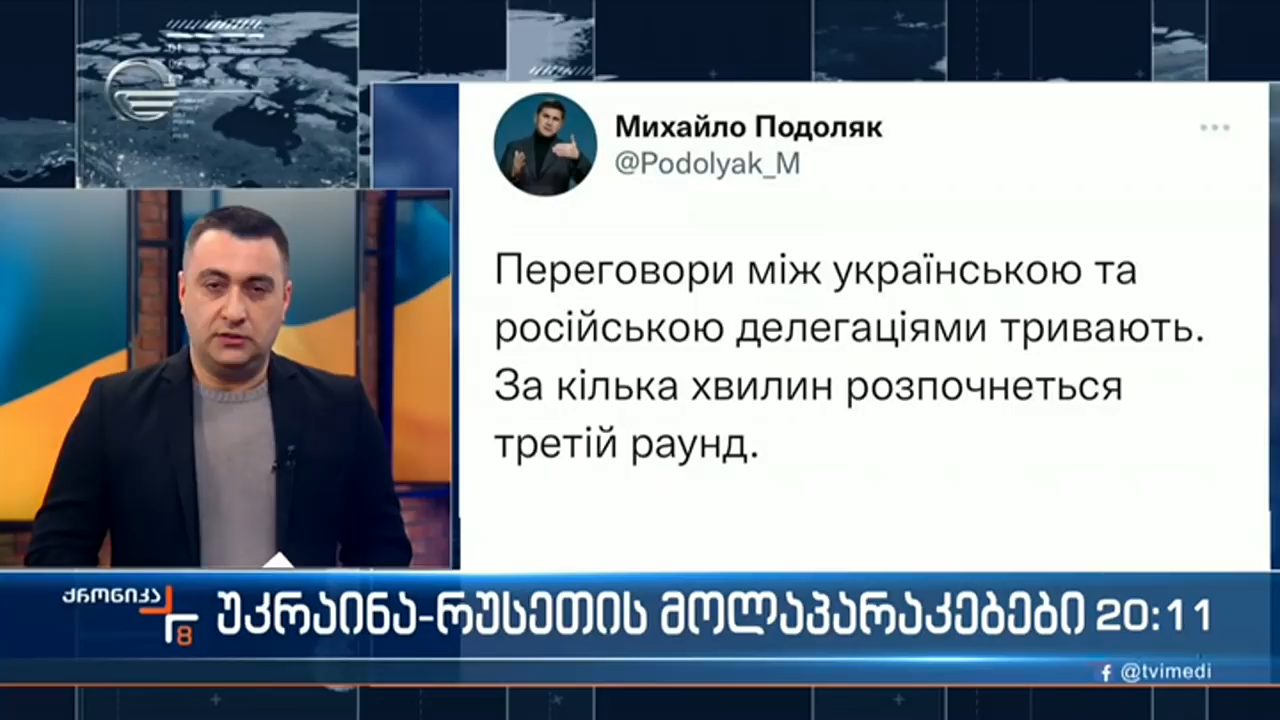 Михайло Подоляк
@Podolyak_M
Переговори між українською та
російською делегаціями тривають.
За кілька хвилин розпочнеться
третій раунд.
ქრონიკა
8
უკრაინა-რუსეთის მოლაპარაკებები 20:11
@tvimedi